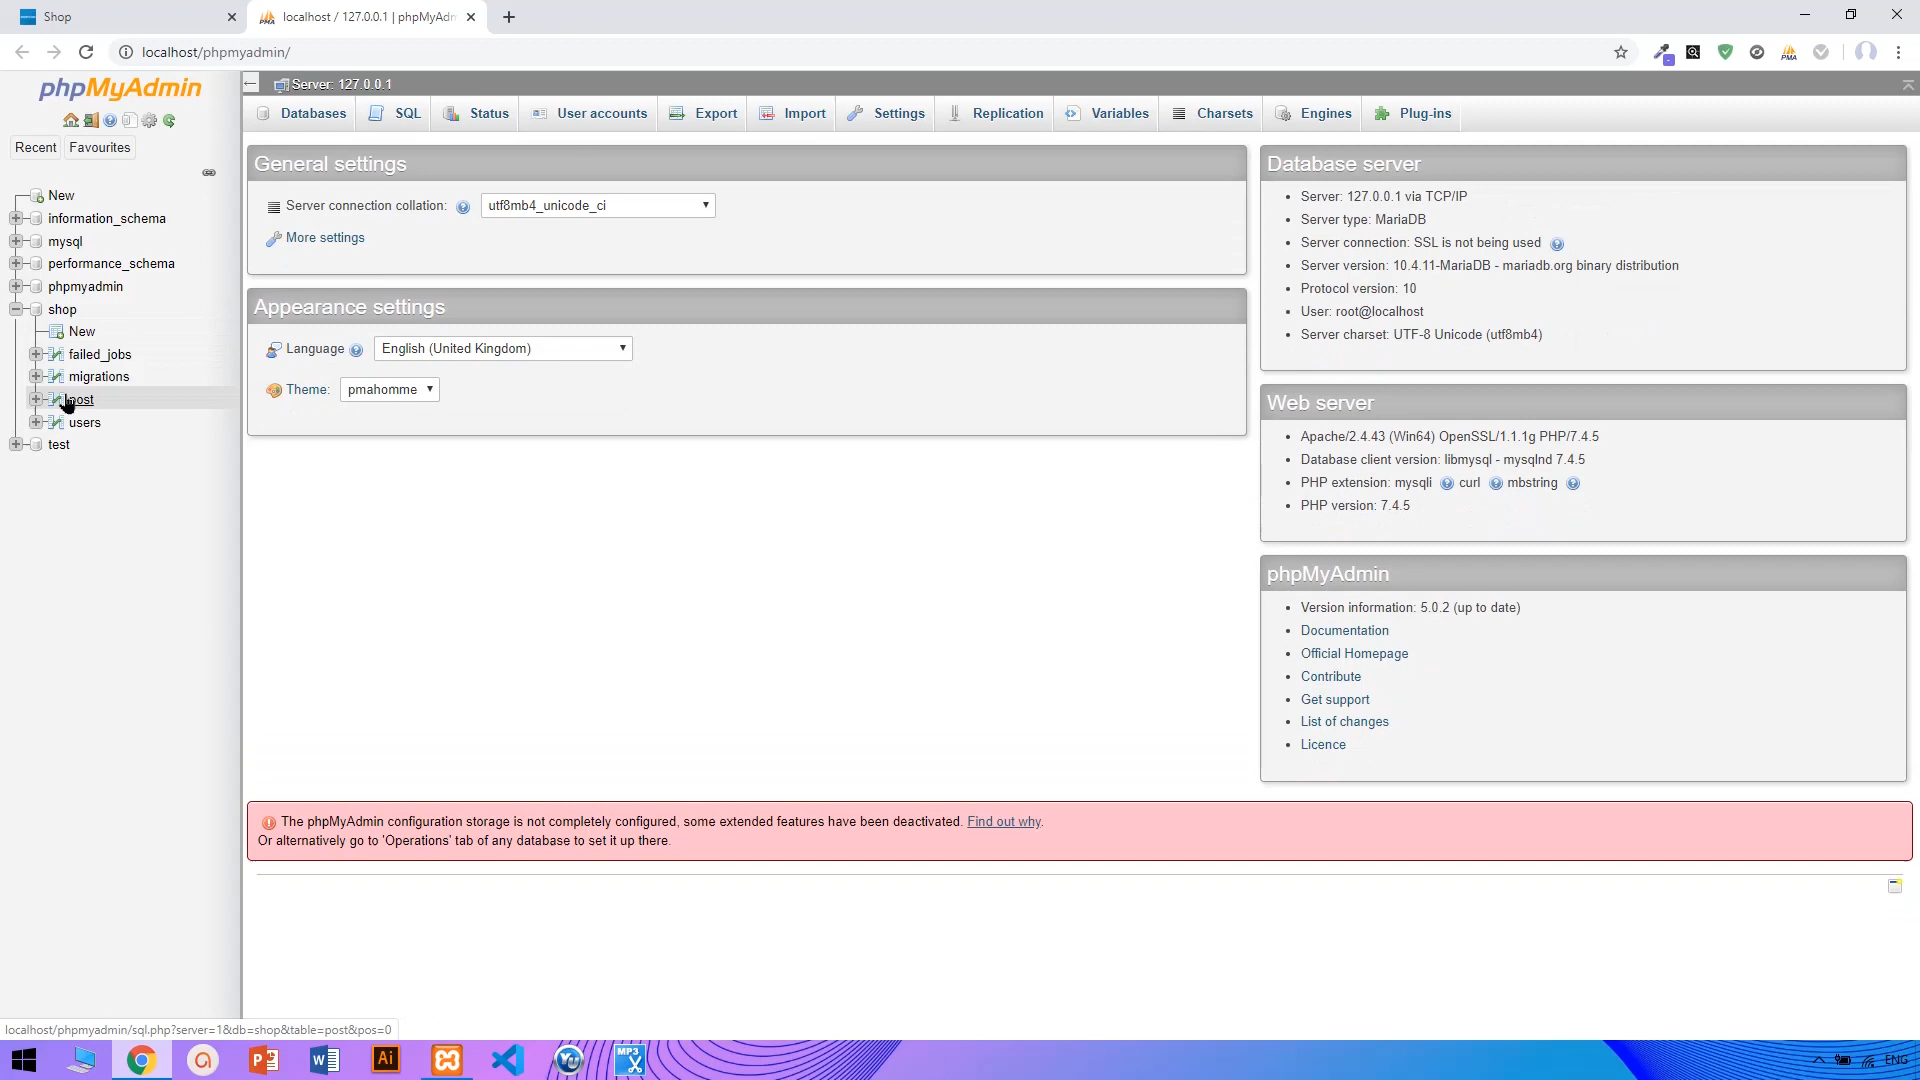 Shop
localhost / 127.0.0.1 | phpMyAdm
localhost/phpmyadmin/
PMA
phpMyAdmin
Recent
Favourites
New
information_schema
mysql
performance_schema
phpmyadmin
shop
New
failed_jobs
migrations
post
users
test
Server: 127.0.0.1
Databases
SQL
Status
User accounts
Export
Import
Settings
Replication
Variables
Charsets
Engines
Plug-ins
General settings
Server connection collation:
utf8mb4_unicode_ci
More settings
Appearance settings
Language
English (United Kingdom)
Theme:
pmahomme
Database server
Server: 127.0.0.1 via TCP/IP
Server type: MariaDB
Server connection: SSL is not being used
Server version: 10.4.11-MariaDB - mariadb.org binary distribution
Protocol version: 10
User: root@localhost
Server charset: UTF-8 Unicode (utf8mb4)
Web server
Apache/2.4.43 (Win64) OpenSSL/1.1.1g PHP/7.4.5
Database client version: libmysql - mysqlnd 7.4.5
PHP extension: mysqli curl mbstring
PHP version: 7.4.5
phpMyAdmin
Version information: 5.0.2 (up to date)
Documentation
Official Homepage
Contribute
Get support
List of changes
Licence
The phpMyAdmin configuration storage is not completely configured, some extended features have been deactivated. Find out why.
Or alternatively go to 'Operations' tab of any database to set it up there.
localhost/phpmyadmin/sql.php?server=1&db=shop&table=post&pos=0
Ai
MP3
ENG